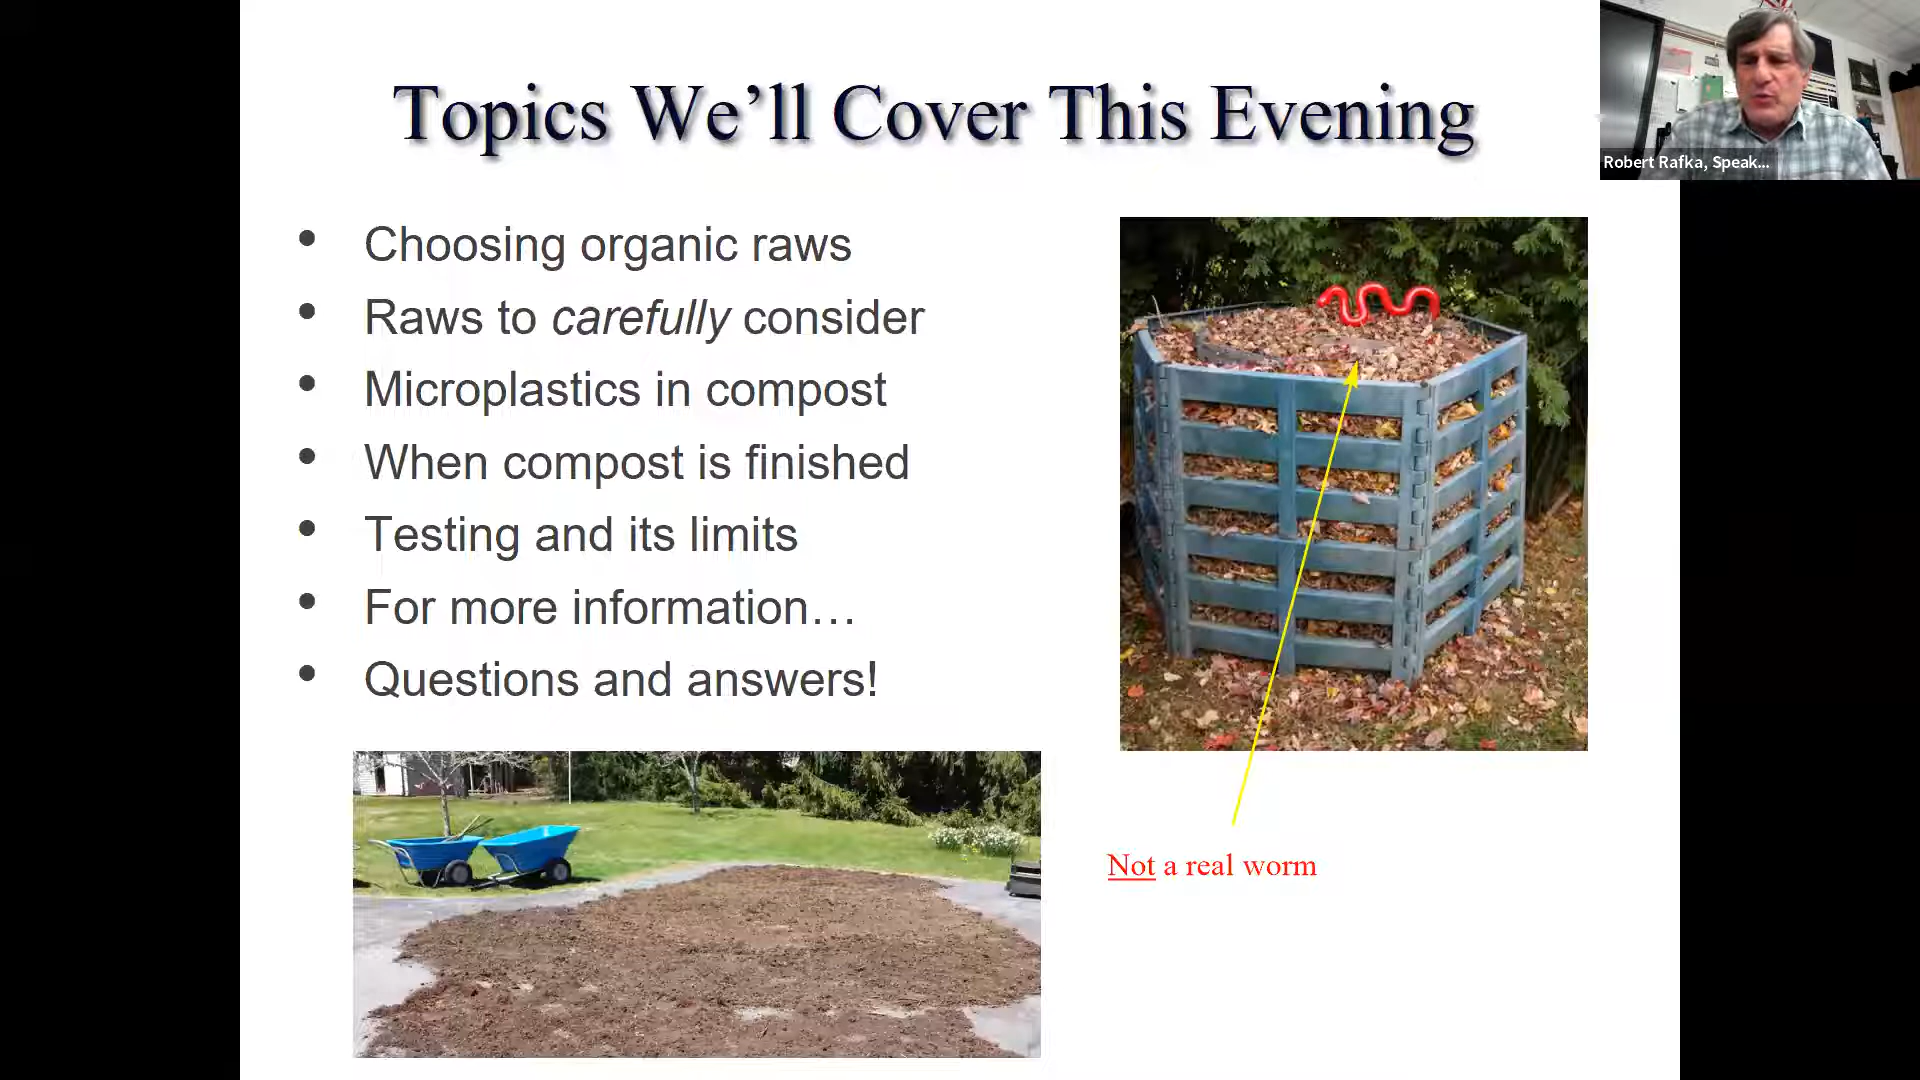 Topics We’ll Cover This Evening
Robert Rafka, Speak...
• Choosing organic raws
• Raws to carefully consider
• Microplastics in compost
• When compost is finished
• Testing and its limits
• For more information…
• Questions and answers!
Not a real worm